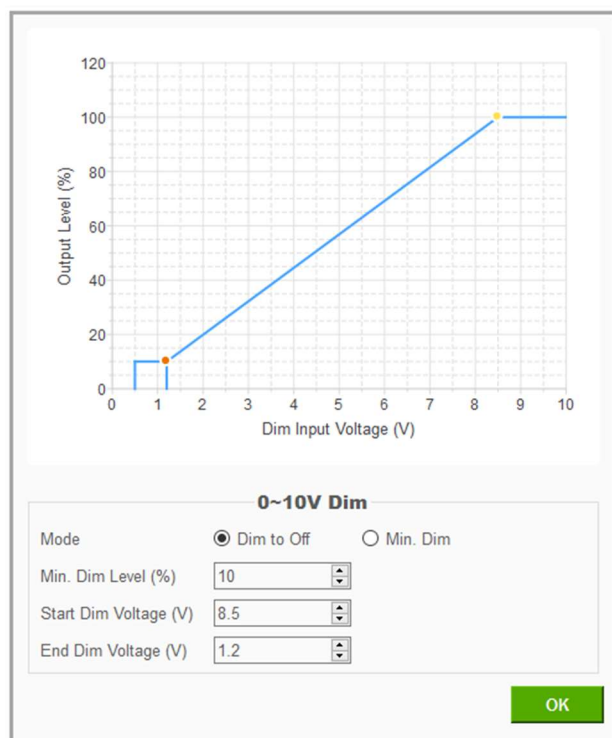 120
100
80
60
40
20
0
Output Level (%)
0 1 2 3 4 5 6 7 8 9 10
Dim Input Voltage (V)
0~10V Dim
Mode Dim to Off Min. Dim
Min. Dim Level (%) 10
Start Dim Voltage (V) 8.5
End Dim Voltage (V) 1.2
OK